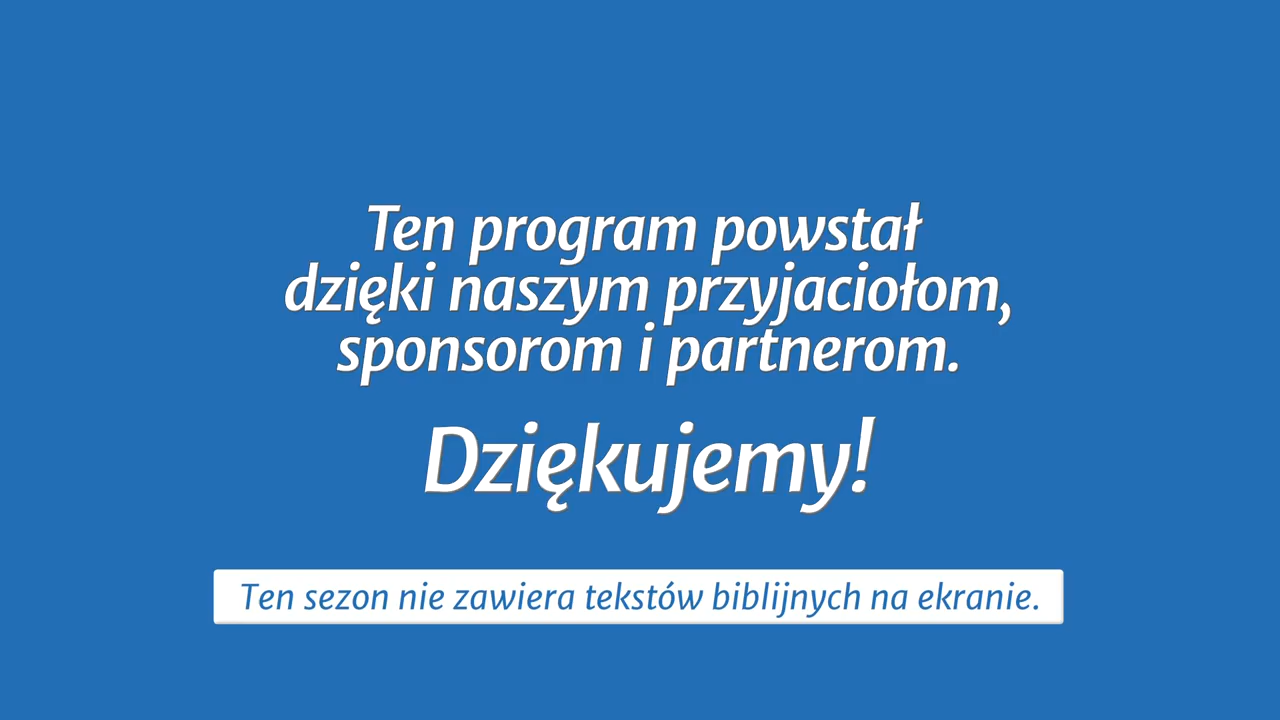 Ten program powstał
dzięki naszym przyjaciołom,
sponsorom i partnerom.
Dziękujemy!
Ten sezon nie zawiera tekstów biblijnych na ekranie.